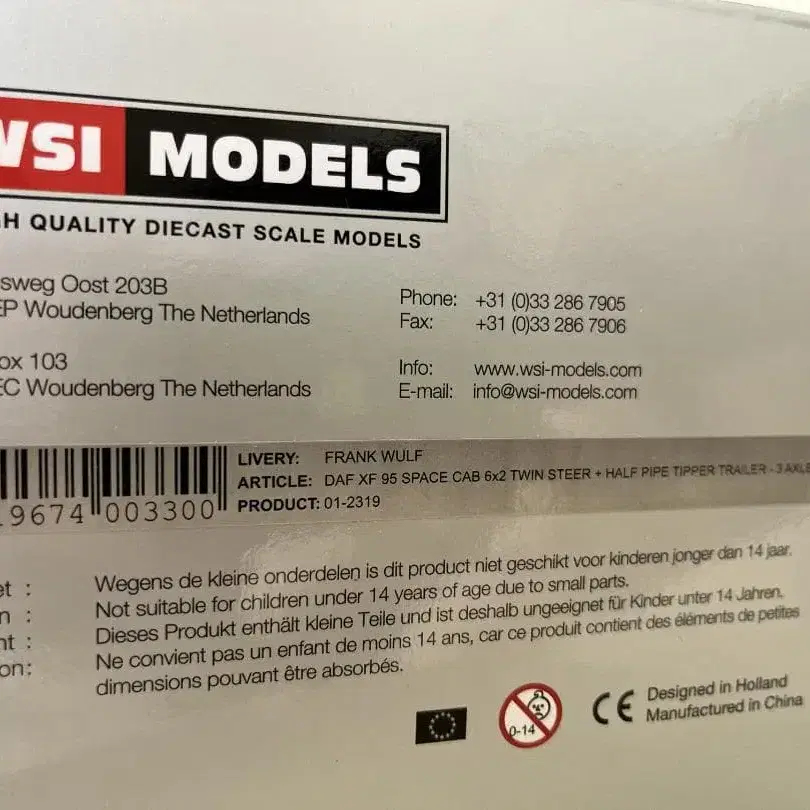 WSI MODELS
GH QUALITY DIECAST SCALE MODELS
sweg Oost 203B
EP Woudenberg The Netherlands
Phone: +31 (0)33 286 7905
Fax: +31 (0)33 286 7906
ox 103
EC Woudenberg The Netherlands
Info: www.wsi-models.com
E-mail: info@wsi-models.com
LIVERY: FRANK WULF
ARTICLE: DAF XF 95 SPACE CAB 6x2 TWIN STEER + HALF PIPE TIPPER TRAILER - 3 AXLE
PRODUCT: 01-2319
19674 003300
et : Wegens de kleine onderdelen is dit product niet geschikt voor kinderen jonger dan 14 jaar.
n : Not suitable for children under 14 years of age due to small parts.
nt : Dieses Produkt enthält kleine Teile und ist deshalb ungeeignet für Kinder unter 14 Jahren.
on: Ne convient pas un enfant de moins 14 ans, car ce produit contient des éléments de petites
dimensions pouvant être absorbés.
0-14
CE
Designed in Holland
Manufactured in China